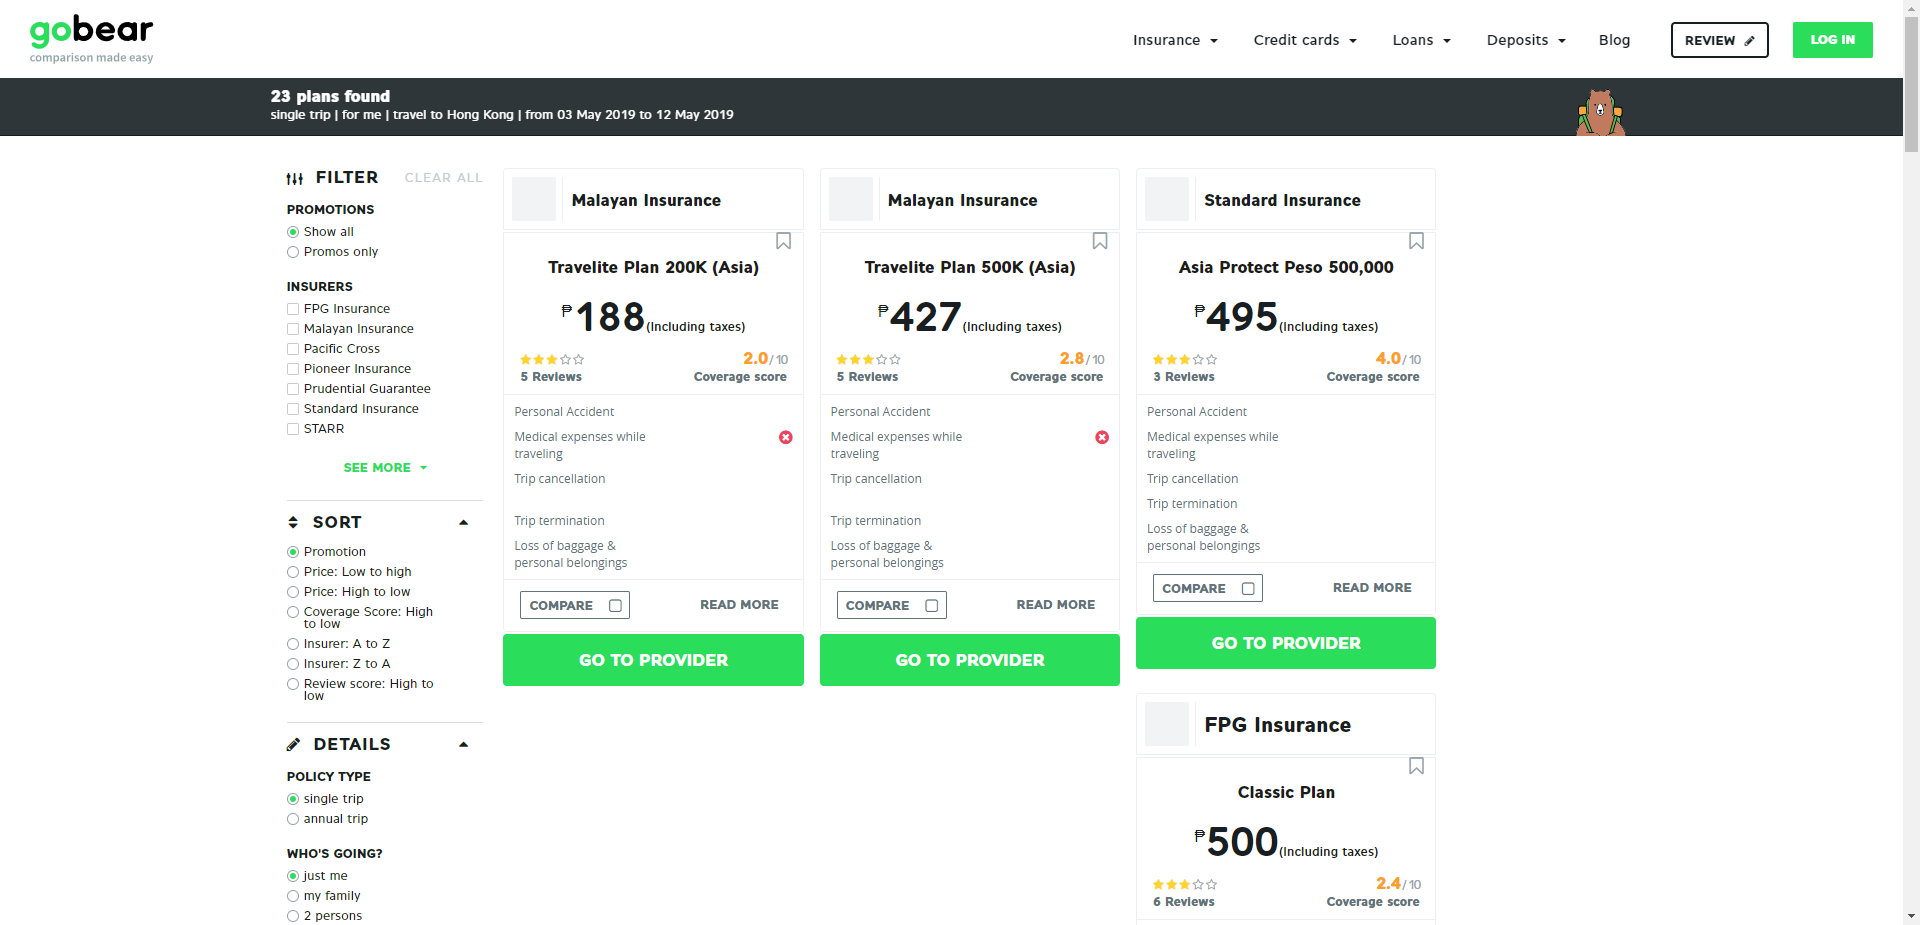 gobear
comparison made easy
Insurance
Credit cards
Loans
Deposits
Blog
REVIEW
LOG IN
23 plans found
single trip | for me | travel to Hong Kong | from 03 May 2019 to 12 May 2019
FILTER
CLEAR ALL
PROMOTIONS
Show all
Promos only
INSURERS
FPG Insurance
Malayan Insurance
Pacific Cross
Pioneer Insurance
Prudential Guarantee
Standard Insurance
STARR
SEE MORE
SORT
Promotion
Price: Low to high
Price: High to low
Coverage Score: High
to low
Insurer: A to Z
Insurer: Z to A
Review score: High to
low
DETAILS
POLICY TYPE
single trip
annual trip
WHO'S GOING?
just me
my family
2 persons
Malayan Insurance
Travelite Plan 200K (Asia)
₱188(Including taxes)
2.0/10
5 Reviews
Coverage score
Personal Accident
Medical expenses while
traveling
Trip cancellation
Trip termination
Loss of baggage &
personal belongings
COMPARE
READ MORE
GO TO PROVIDER
Malayan Insurance
Travelite Plan 500K (Asia)
₱427(Including taxes)
2.8/10
5 Reviews
Coverage score
Personal Accident
Medical expenses while
traveling
Trip cancellation
Trip termination
Loss of baggage &
personal belongings
COMPARE
READ MORE
GO TO PROVIDER
Standard Insurance
Asia Protect Peso 500,000
₱495(Including taxes)
4.0/10
3 Reviews
Coverage score
Personal Accident
Medical expenses while
traveling
Trip cancellation
Trip termination
Loss of baggage &
personal belongings
COMPARE
READ MORE
GO TO PROVIDER
FPG Insurance
Classic Plan
₱500(Including taxes)
2.4/10
6 Reviews
Coverage score